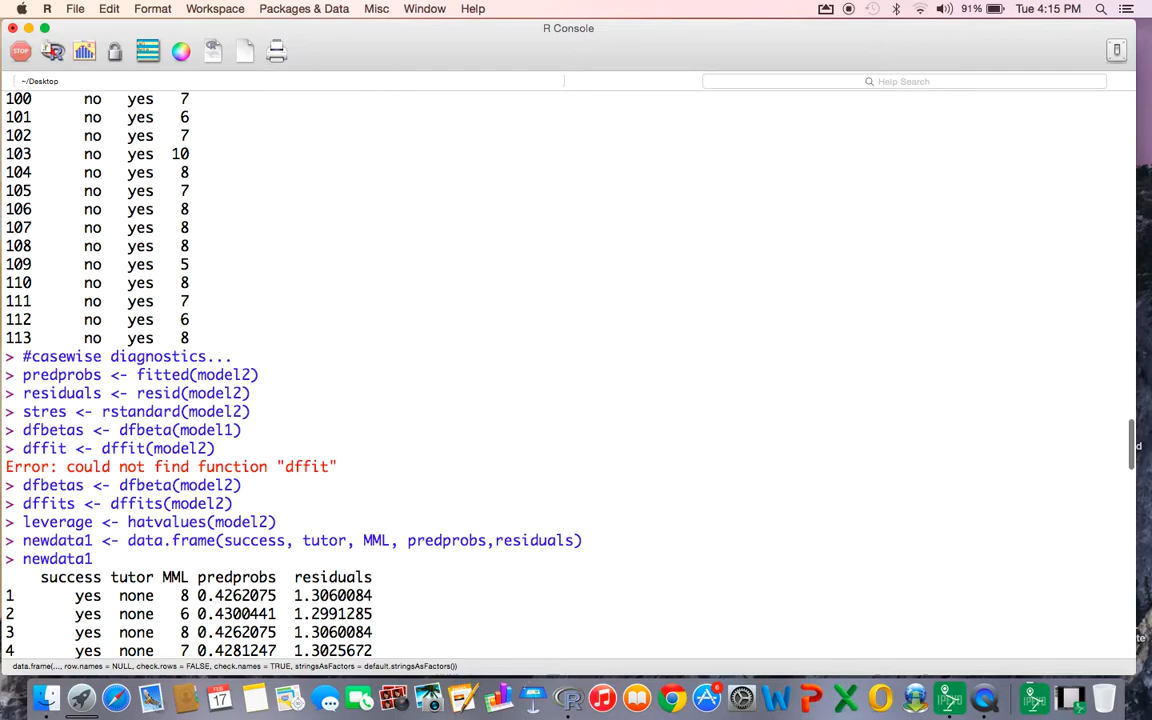 R File Edit Format Workspace Packages & Data Misc Window Help 91% Tue 4:15 PM
R Console
STOP
~/Desktop Help Search
100 no yes 7
101 no yes 6
102 no yes 7
103 no yes 10
104 no yes 8
105 no yes 7
106 no yes 8
107 no yes 8
108 no yes 8
109 no yes 5
110 no yes 8
111 no yes 7
112 no yes 6
113 no yes 8
> #casewise diagnostics...
> predprobs <- fitted(model2)
> residuals <- resid(model2)
> stres <- rstandard(model2)
> dfbetas <- dfbeta(model1)
> dffit <- dffit(model2)
Error: could not find function "dffit"
> dfbetas <- dfbeta(model2)
> dffits <- dffits(model2)
> leverage <- hatvalues(model2)
> newdata1 <- data.frame(success, tutor, MML, predprobs,residuals)
> newdata1
success tutor MML predprobs residuals
1 yes none 8 0.4262075 1.3060084
2 yes none 6 0.4300441 1.2991285
3 yes none 8 0.4262075 1.3060084
4 yes none 7 0.4281247 1.3025672
data.frame(..., row.names = NULL, check.rows = FALSE, check.names = TRUE, stringsAsFactors = default.stringsAsFactors())